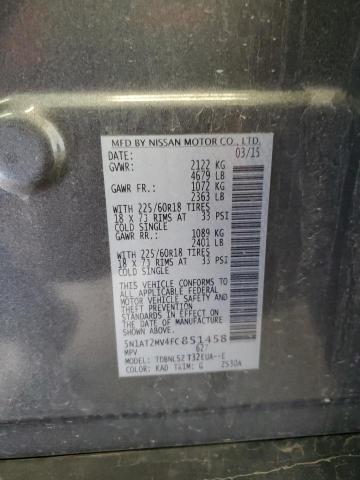 MFD BY NISSAN MOTOR CO., LTD.
DATE: 03/15
GVWR: 2122 KG
4679 LB
GAWR FR.: 1072 KG
2363 LB
WITH 225/60R18 TIRES
18 X 7J RIMS AT 33 PSI
COLD SINGLE
GAWR RR.: 1089 KG
2401 LB
WITH 225/60R18 TIRES
18 X 7J RIMS AT 33 PSI
COLD SINGLE
THIS VEHICLE CONFORMS TO
ALL APPLICABLE FEDERAL
MOTOR VEHICLE SAFETY
AND THEFT PREVENTION
STANDARDS IN EFFECT ON
THE DATE OF MANUFACTURE
SHOWN ABOVE.
5N1AT2MV4FC851458
MPV 627
MODEL: TDBNLS2 T32EUA--E
COLOR: KAD TRIM: G 2530A